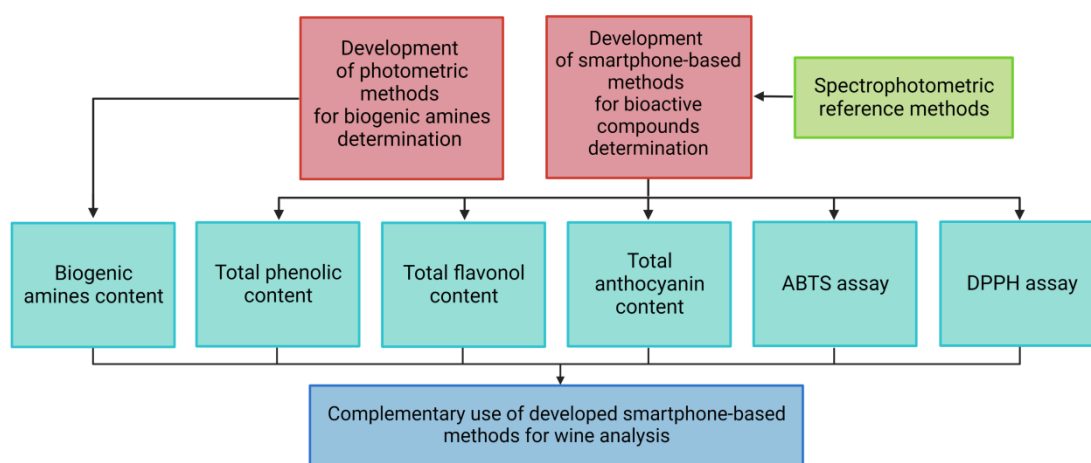 Development
of photometric
methods
for biogenic amines
determination
Development
of smartphone-based
methods
for bioactive
compounds
determination
Spectrophotometric
reference methods
Biogenic
amines content
Total phenolic
content
Total flavonol
content
Total
anthocyanin
content
ABTS assay
DPPH assay
Complementary use of developed smartphone-based
methods for wine analysis